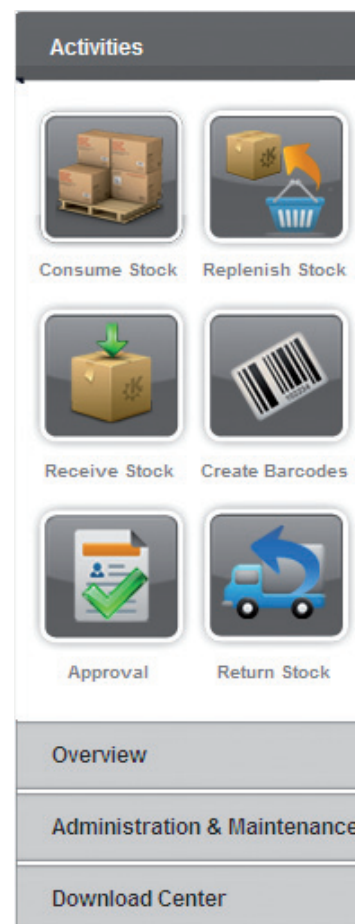 Activities
Consume Stock Replenish Stock
Receive Stock Create Barcodes
Approval Return Stock
Overview
Administration & Maintenance
Download Center